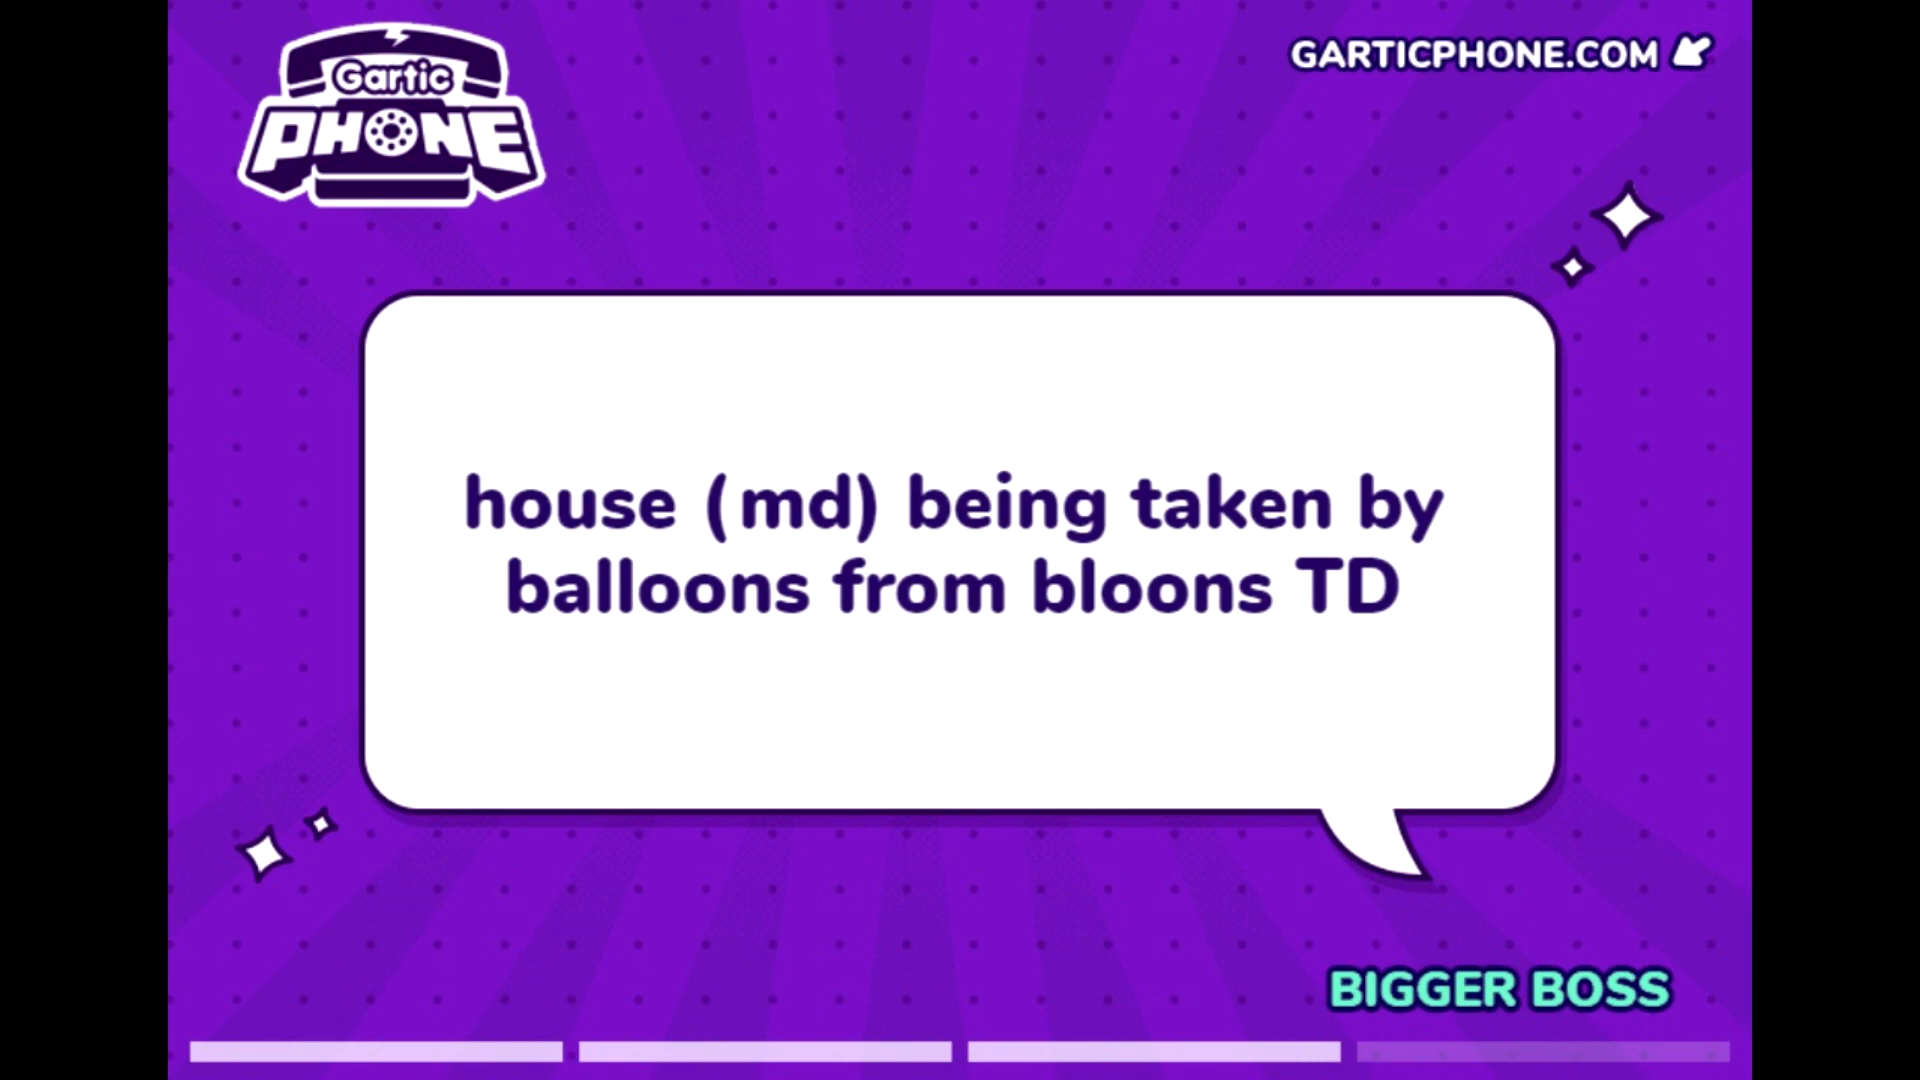 Gartic
PHONE
GARTICPHONE.COM
house (md) being taken by
balloons from bloons TD
BIGGER BOSS